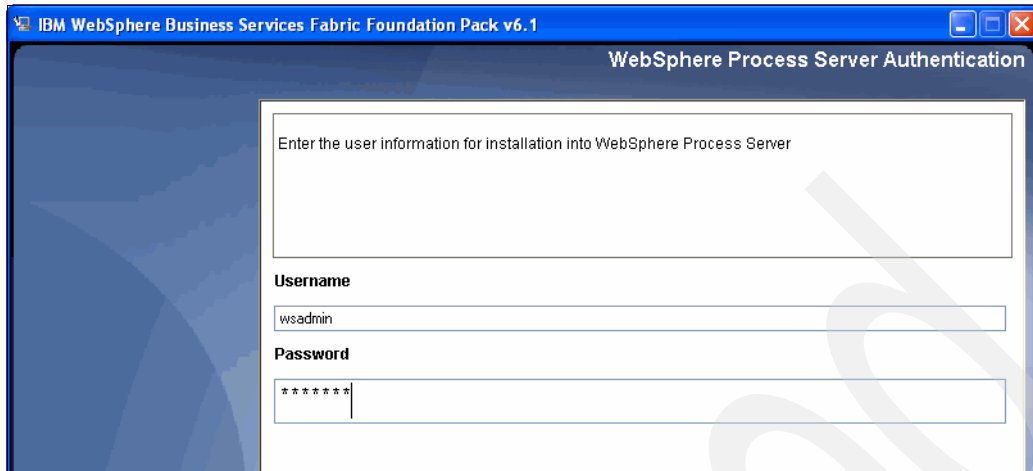 IBM WebSphere Business Services Fabric Foundation Pack v6.1
WebSphere Process Server Authentication
Enter the user information for installation into WebSphere Process Server
Username
wsadmin
Password
*******